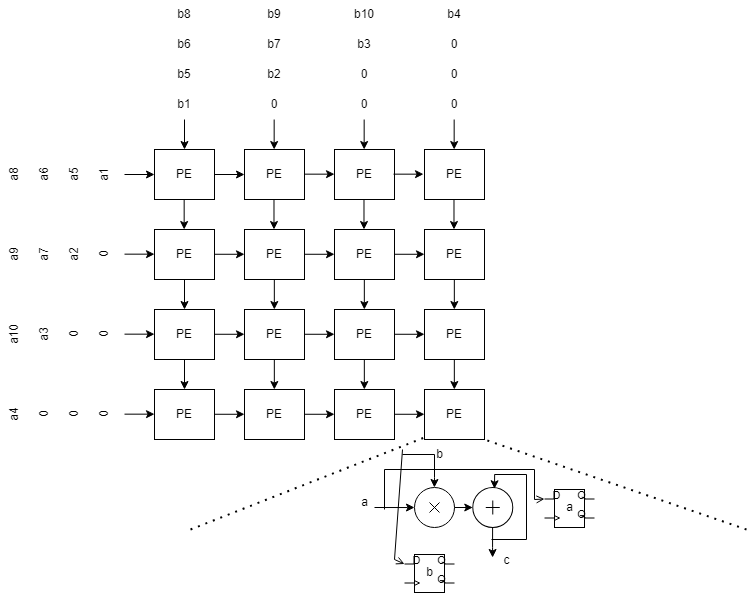 b8 b9 b10 b4
b6 b7 b3 0
b5 b2 0 0
b1 0 0 0
a8 a6 a5 a1 PE PE PE PE
a9 a7 a2 0 PE PE PE PE
a10 a3 0 0 PE PE PE PE
a4 0 0 0 PE PE PE PE
b
a D Q
a
Q
c
D Q
b
Q